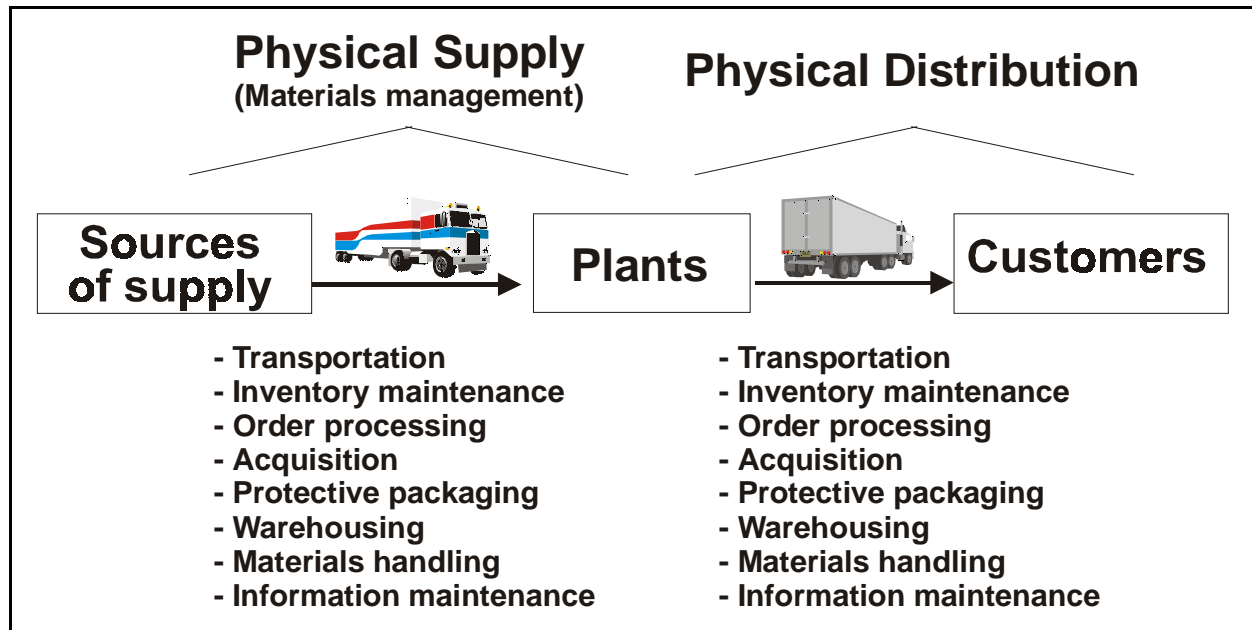 Physical Supply
(Materials management)
Physical Distribution
Sources
of supply
Plants
Customers
- Transportation
- Inventory maintenance
- Order processing
- Acquisition
- Protective packaging
- Warehousing
- Materials handling
- Information maintenance
- Transportation
- Inventory maintenance
- Order processing
- Acquisition
- Protective packaging
- Warehousing
- Materials handling
- Information maintenance